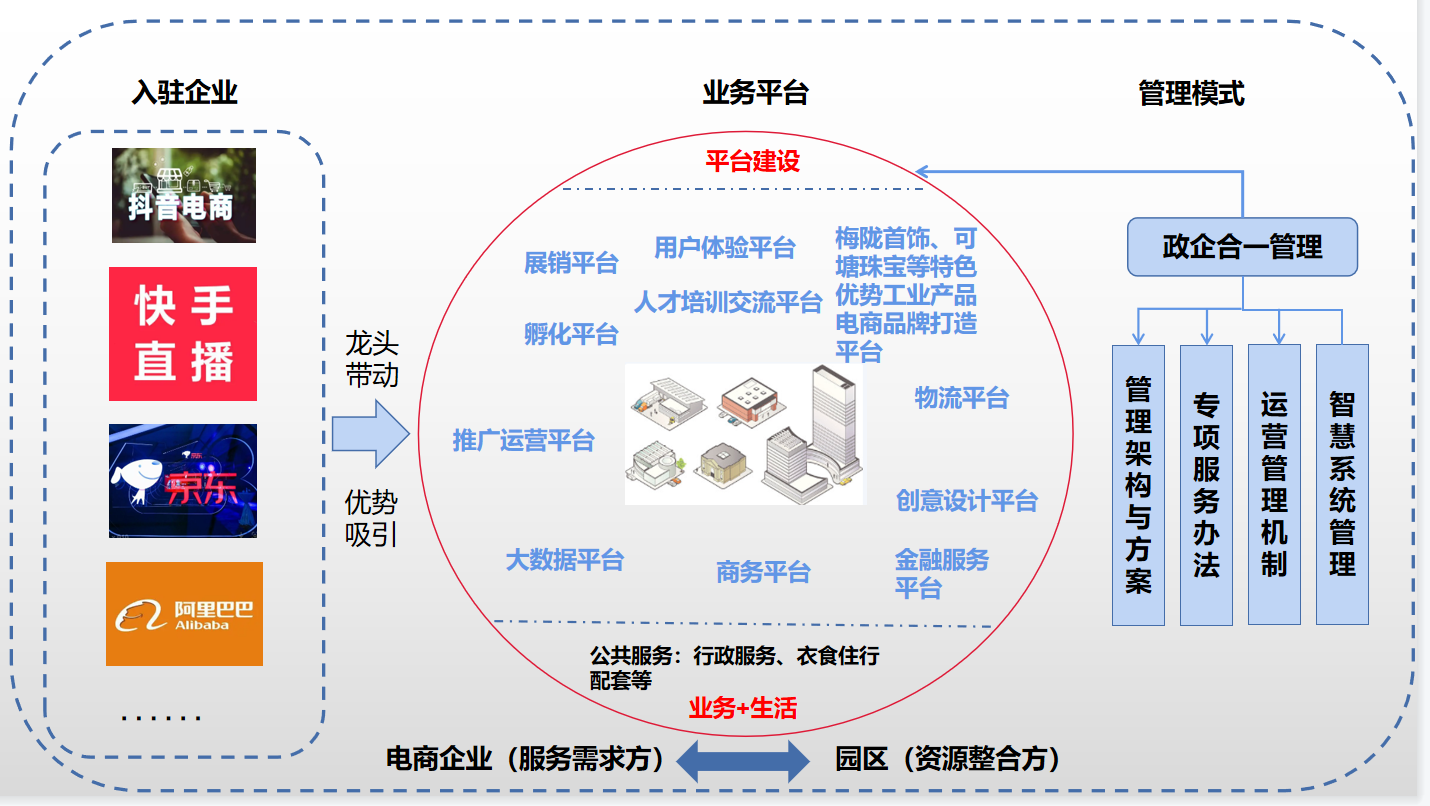 入驻企业
抖音电商
快手
直播
京东
阿里巴巴
Alibaba
······
龙头
带动
优势
吸引
业务平台
平台建设
展销平台
用户体验平台
人才培训交流平台
孵化平台
梅陇首饰、可
塘珠宝等特色
优势工业产品
电商品牌打造
平台
物流平台
推广运营平台
创意设计平台
大数据平台
商务平台
金融服务
平台
公共服务：行政服务、衣食住行
配套等
业务+生活
电商企业（服务需求方）
园区（资源整合方）
管理模式
政企合一管理
管理架构与方案
专项服务办法
运营管理机制
智慧系统管理